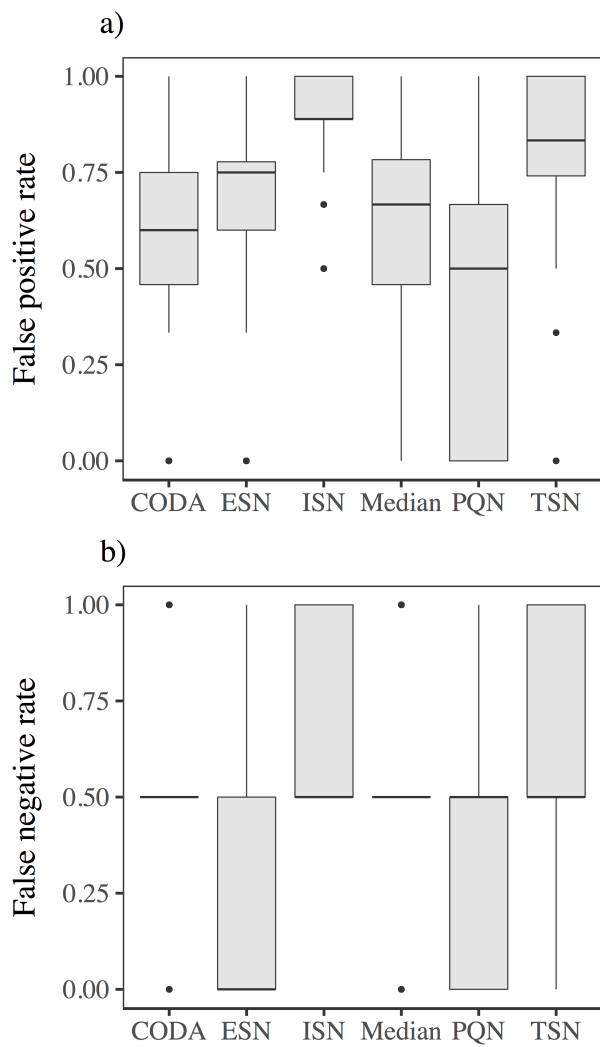 a)
False positive rate
1.00
0.75
0.50
0.25
0.00
CODA ESN ISN Median PQN TSN
b)
False negative rate
1.00
0.75
0.50
0.25
0.00
CODA ESN ISN Median PQN TSN